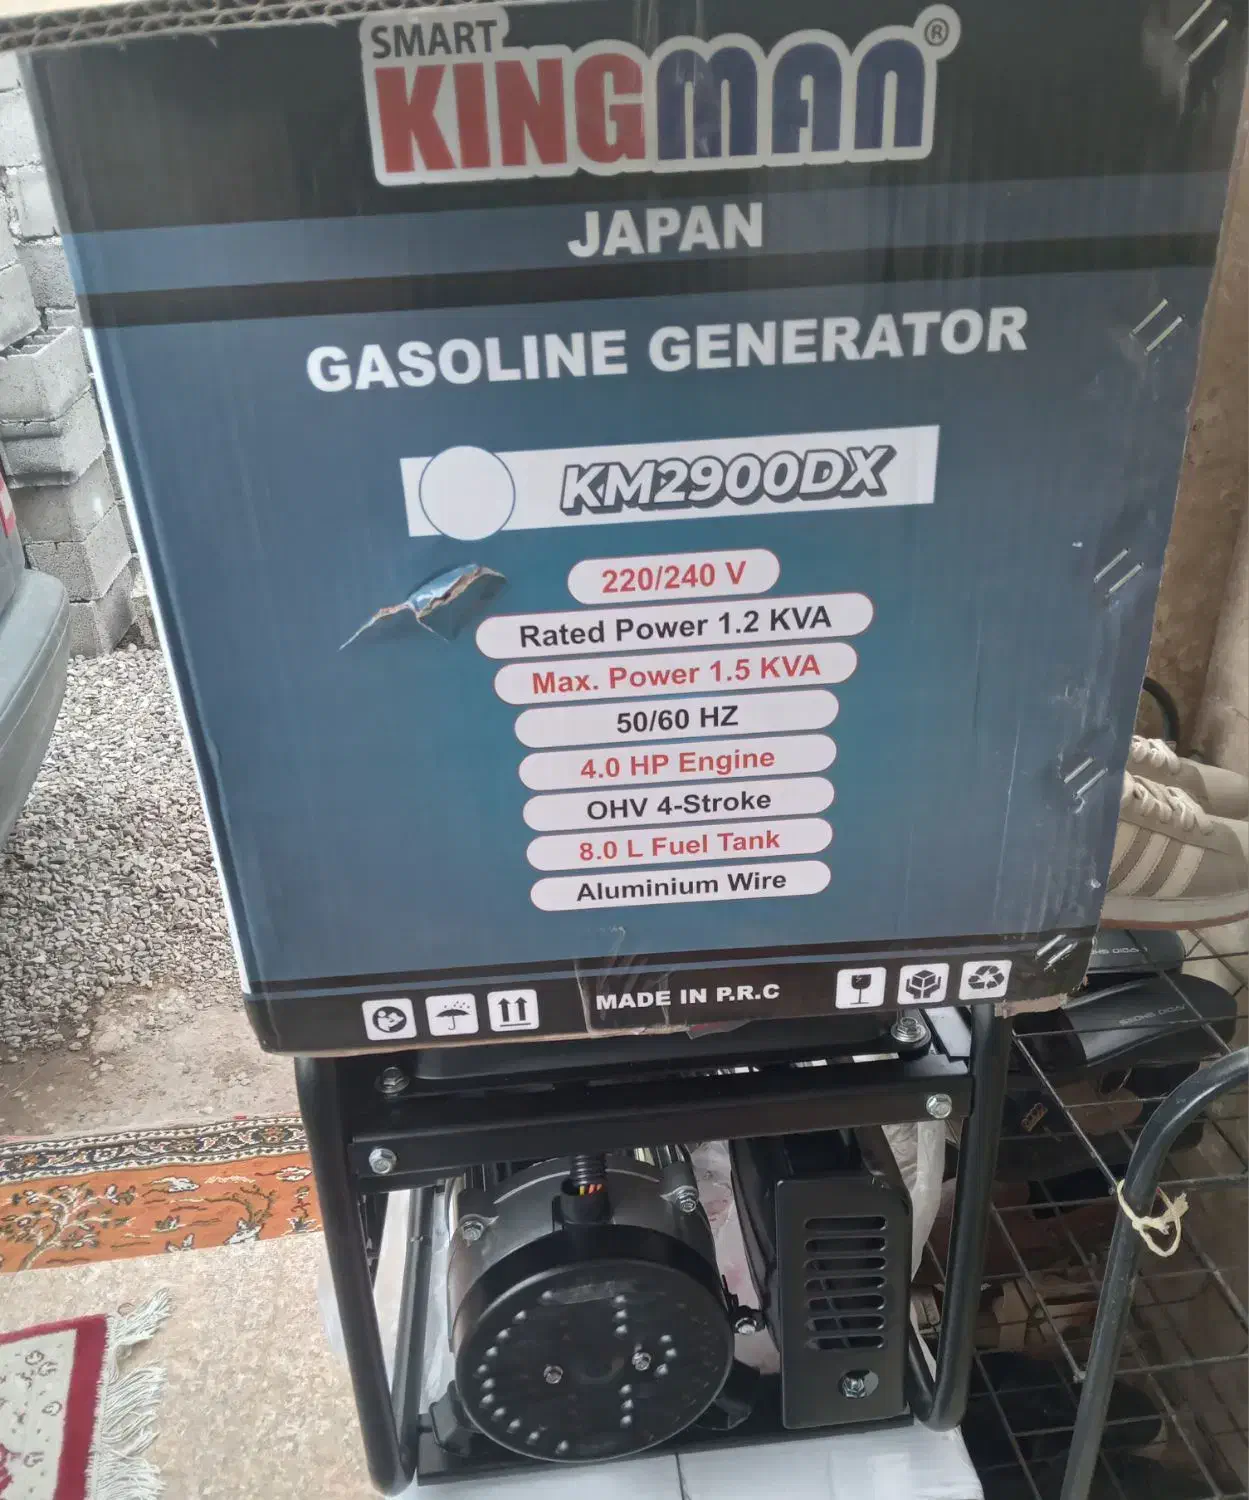 SMART
KINGMAN®
JAPAN
GASOLINE GENERATOR
KM2900DX
220/240 V
Rated Power 1.2 KVA
Max. Power 1.5 KVA
50/60 HZ
4.0 HP Engine
OHV 4-Stroke
8.0 L Fuel Tank
Aluminium Wire
MADE IN P.R.C